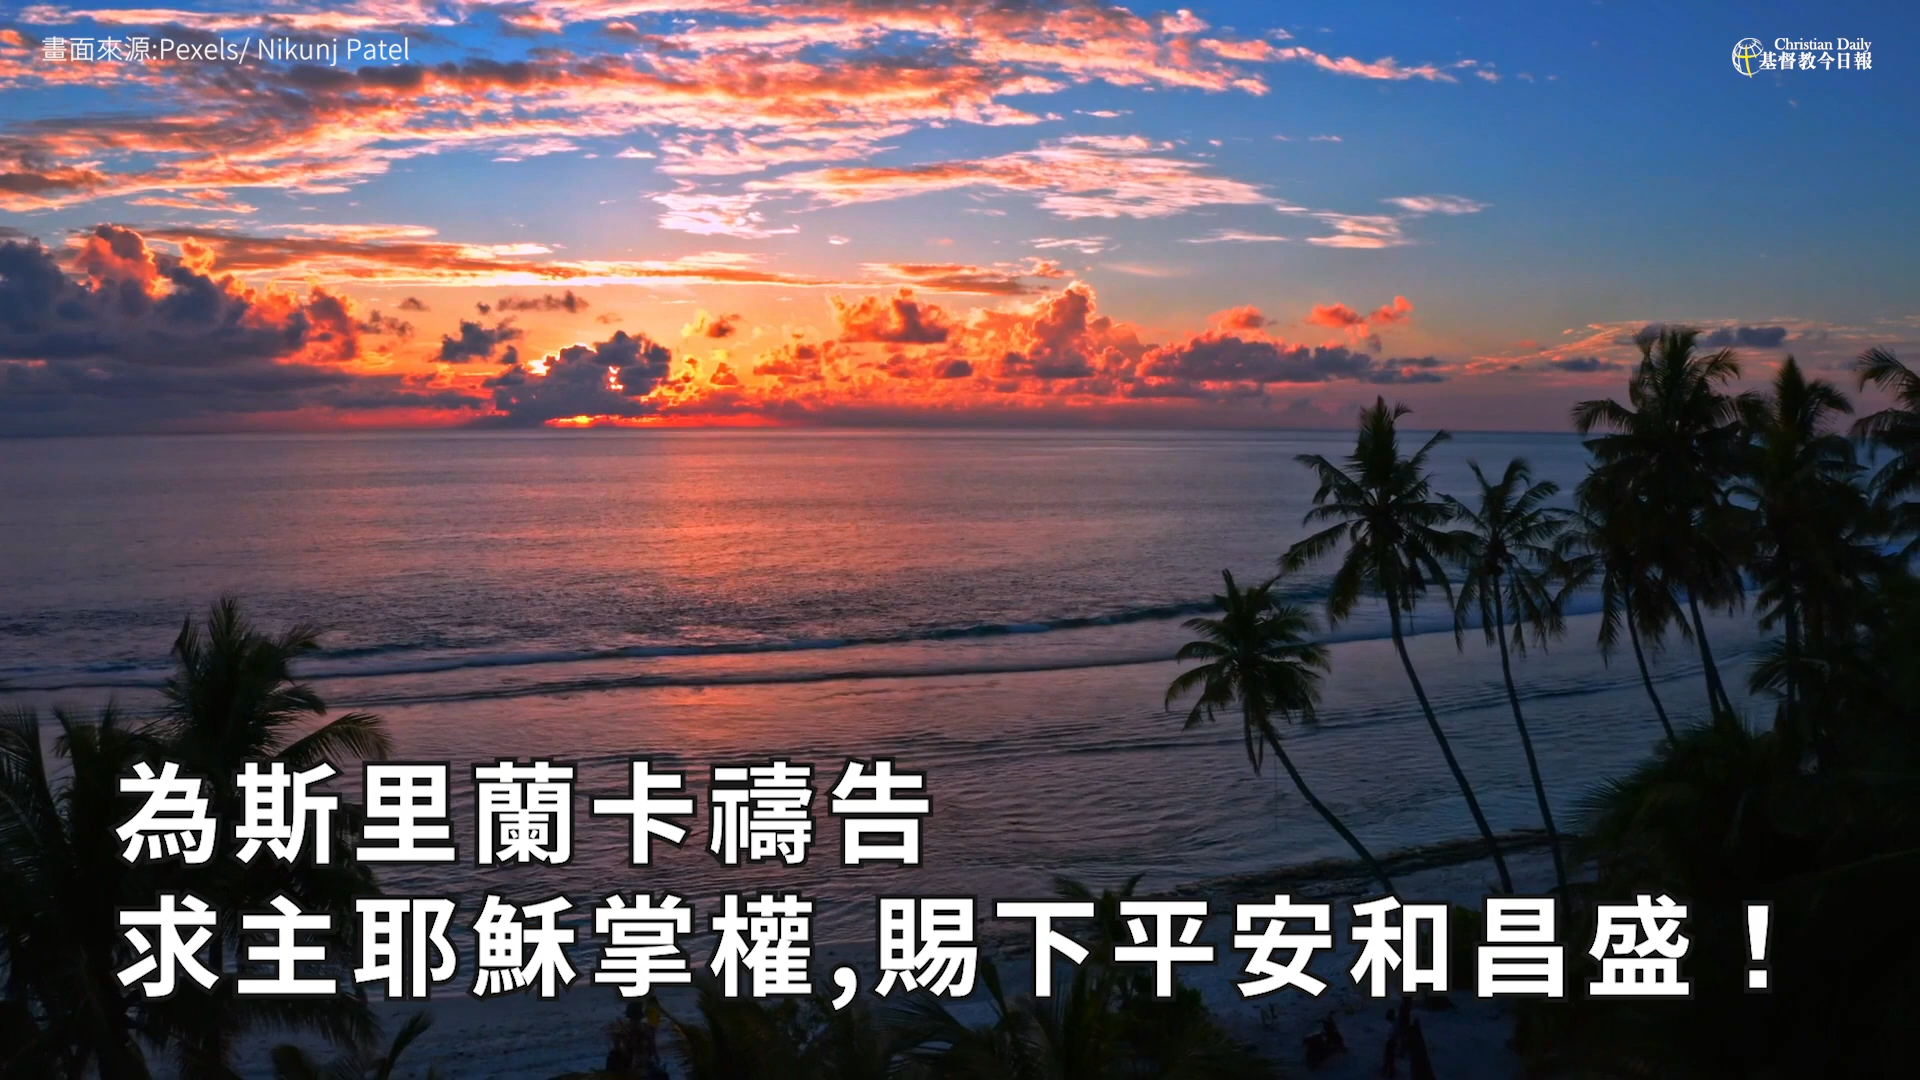 畫面來源:Pexels/ Nikunj Patel
Christian Daily
基督教今日報
為斯里蘭卡禱告
求主耶穌掌權,賜下平安和昌盛！